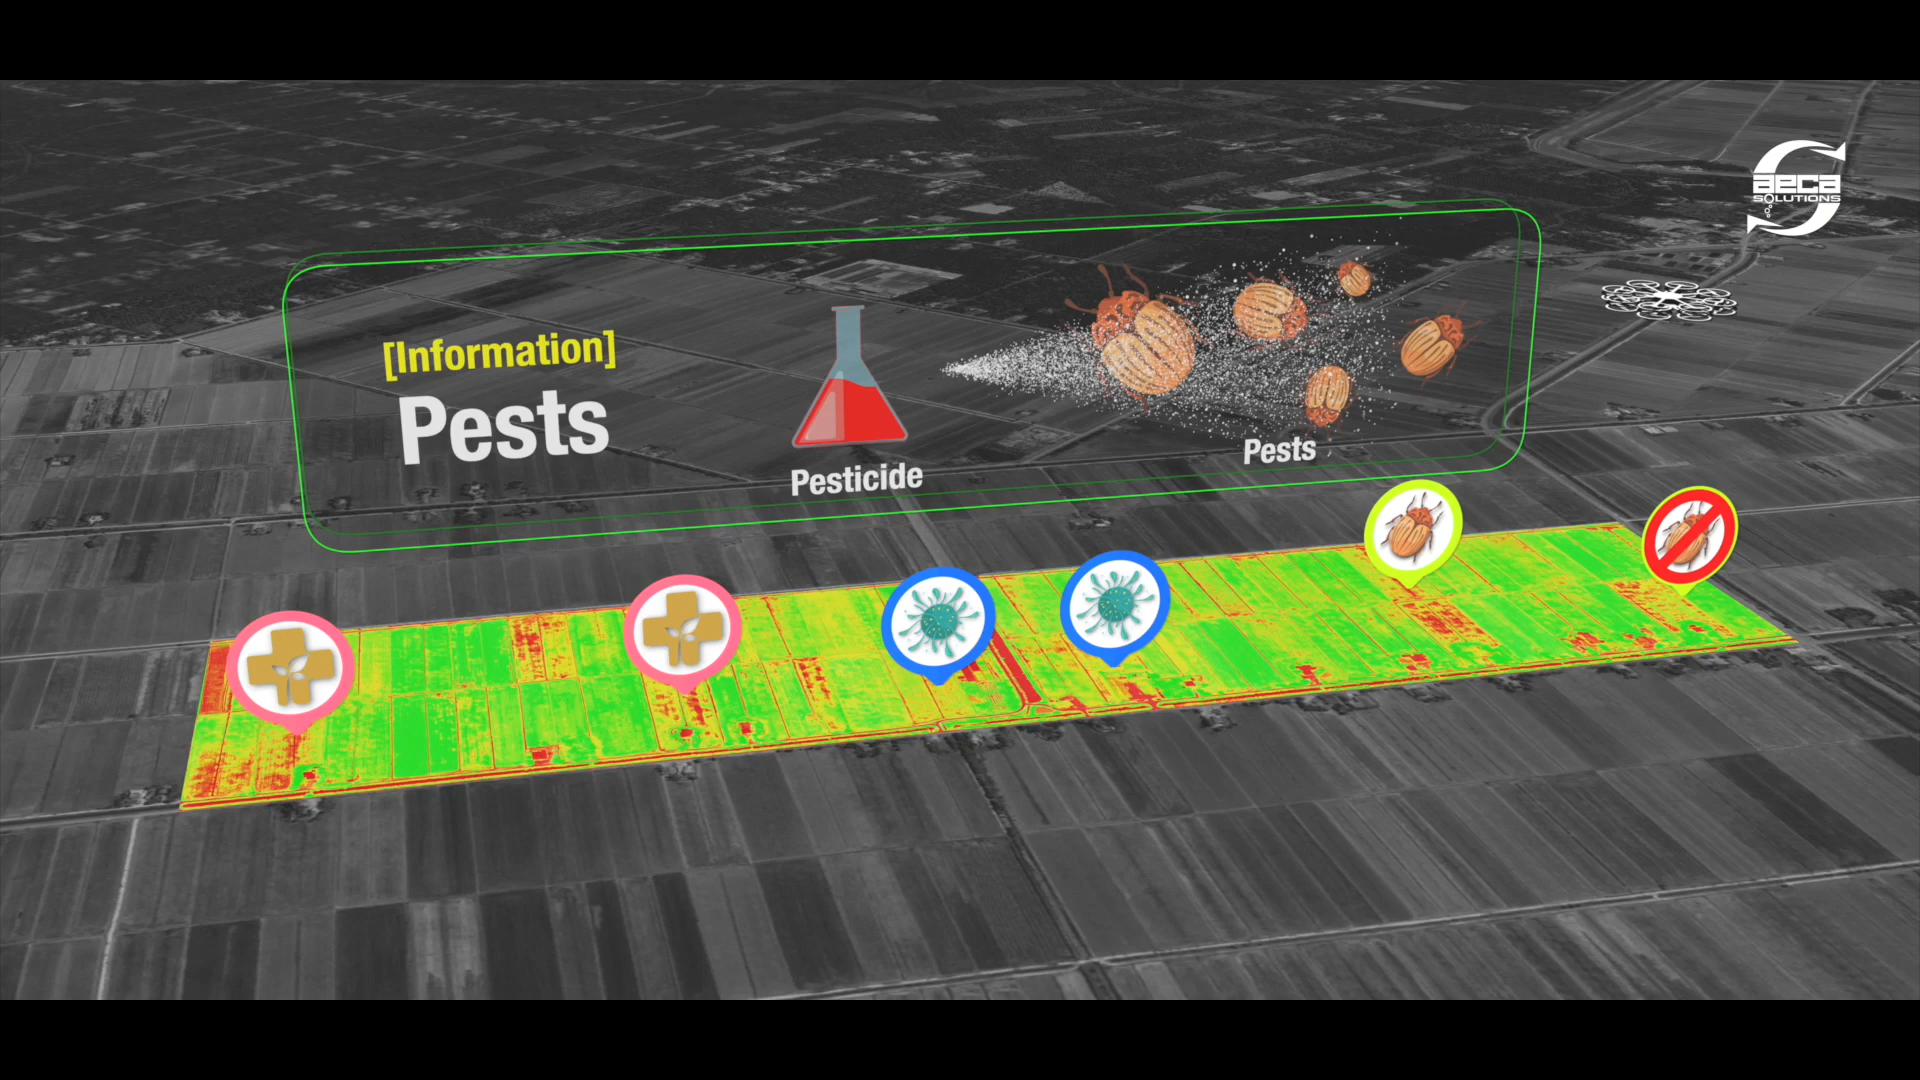 aeca
SOLUTIONS
[Information]
Pests
Pesticide
Pests